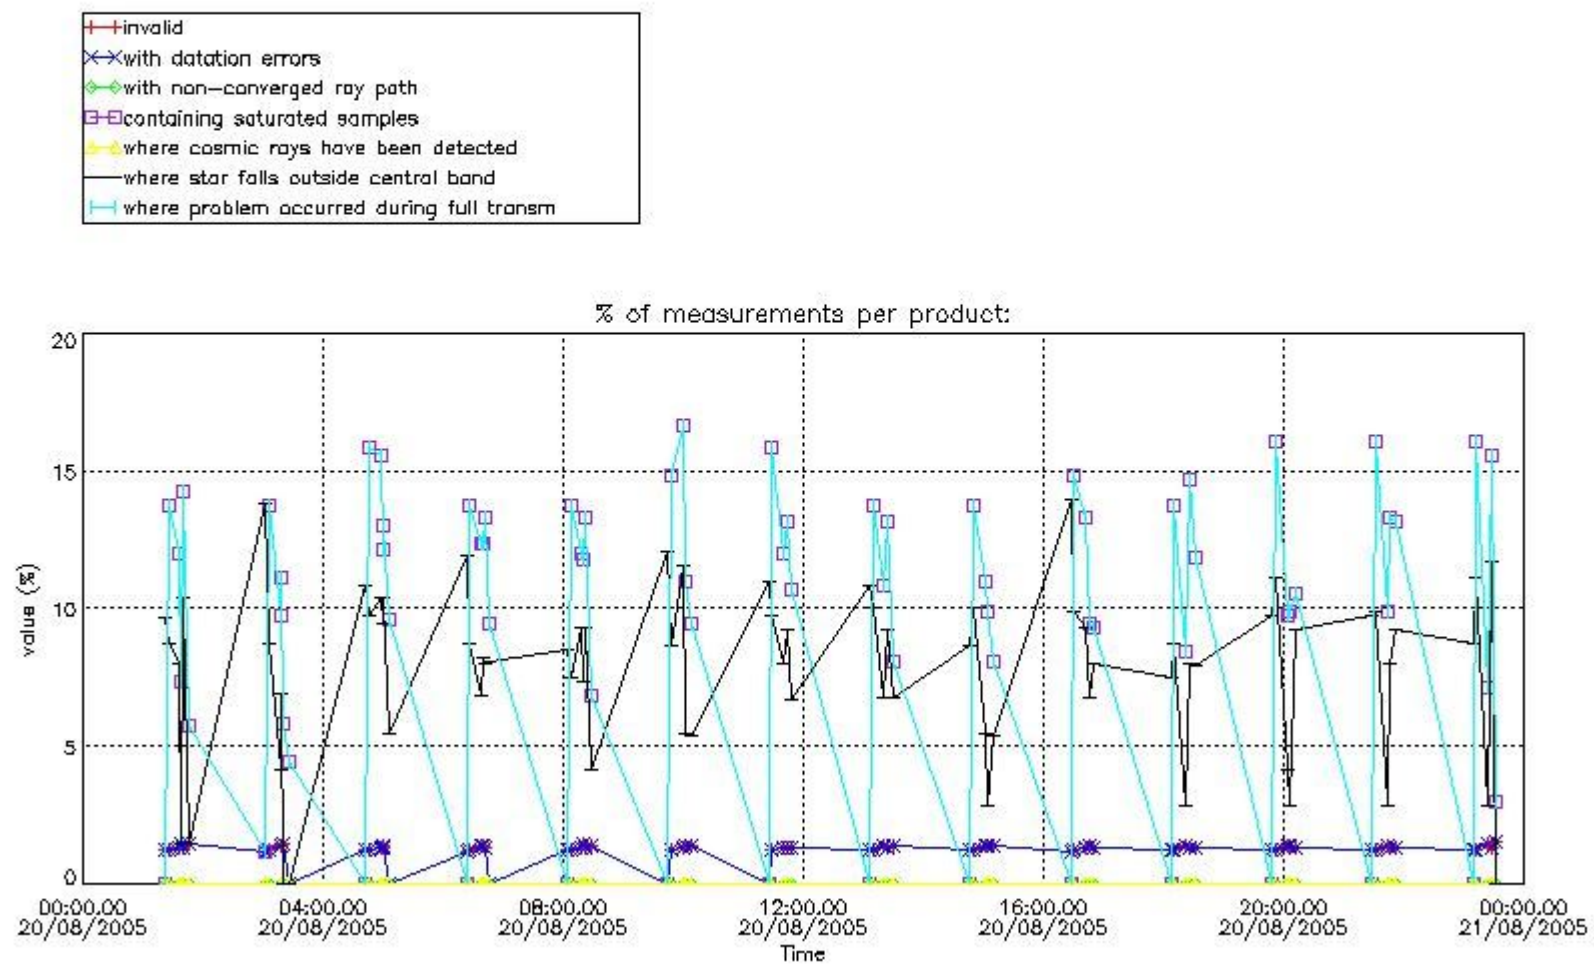 invalid
with datation errors
with non-converged ray path
containing saturated samples
where cosmic rays have been detected
where star falls outside central band
where problem occurred during full transm
% of measurements per product:
20
15
10
5
0
value (%)
00:00:00 04:00:00 08:00:00 12:00:00 16:00:00 20:00:00 00:00:00
20/08/2005 20/08/2005 20/08/2005 20/08/2005 20/08/2005 20/08/2005 21/08/2005
Time